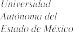 Universidad
Autónoma del
Estado de México